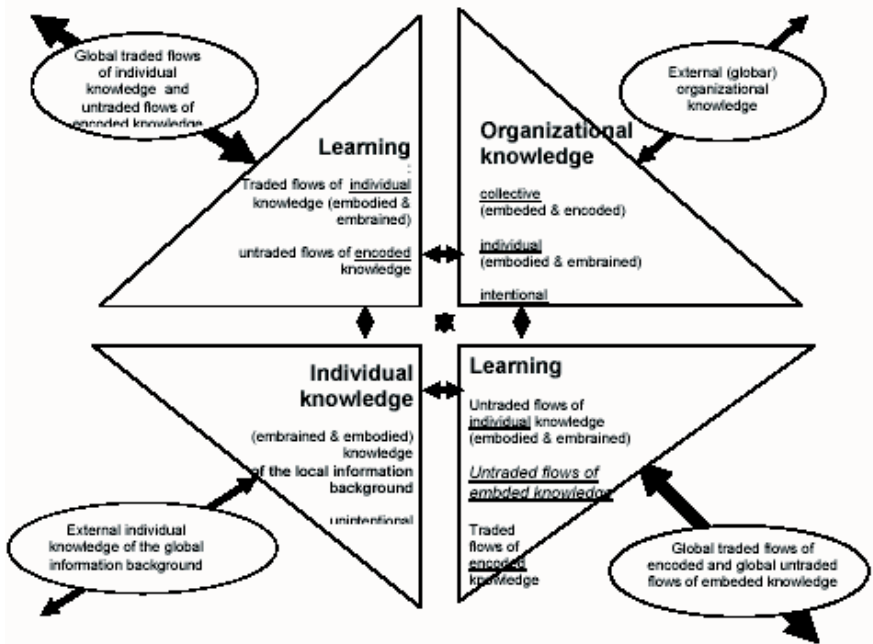 Global traded flows
of individual
knowledge and
untraded flows of
encoded knowledge
External (globar)
organizational
knowledge
Learning
:
Traded flows of individual
knowledge (embodied &
embrained)
untraded flows of encoded
knowledge
Organizational
knowledge
collective
(embeded & encoded)
individual
(embodied & embrained)
intentional
Individual
knowledge
(embrained & embodied)
knowledge
of the local information
background
unintentional
Learning
Untraded flows of
individual knowledge
(embodied & embrained)
Untraded flows of
embded knowledge
Traded
flows of
encoded
knowledge
External individual
knowledge of the global
information background
Global traded flows of
encoded and global untraded
flows of embeded knowledge